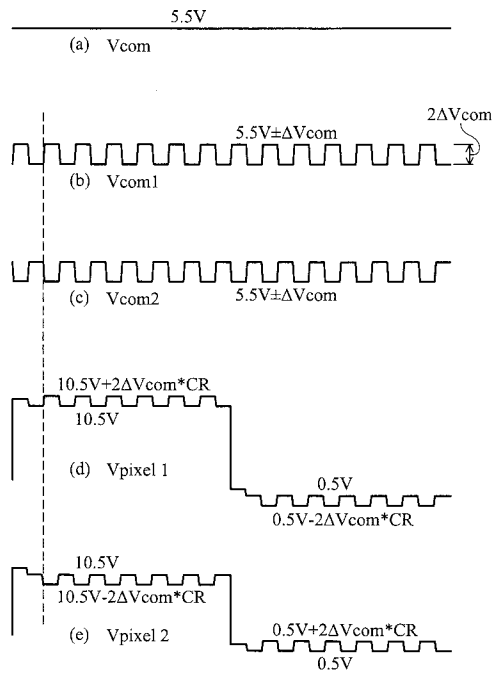 5.5V
(a) Vcom
2ΔVcom
5.5V±ΔVcom
(b) Vcom1
(c) Vcom2
5.5V±ΔVcom
10.5V+2ΔVcom*CR
10.5V
(d) Vpixel 1
0.5V
0.5V-2ΔVcom*CR
10.5V
10.5V-2ΔVcom*CR
0.5V+2ΔVcom*CR
(e) Vpixel 2
0.5V